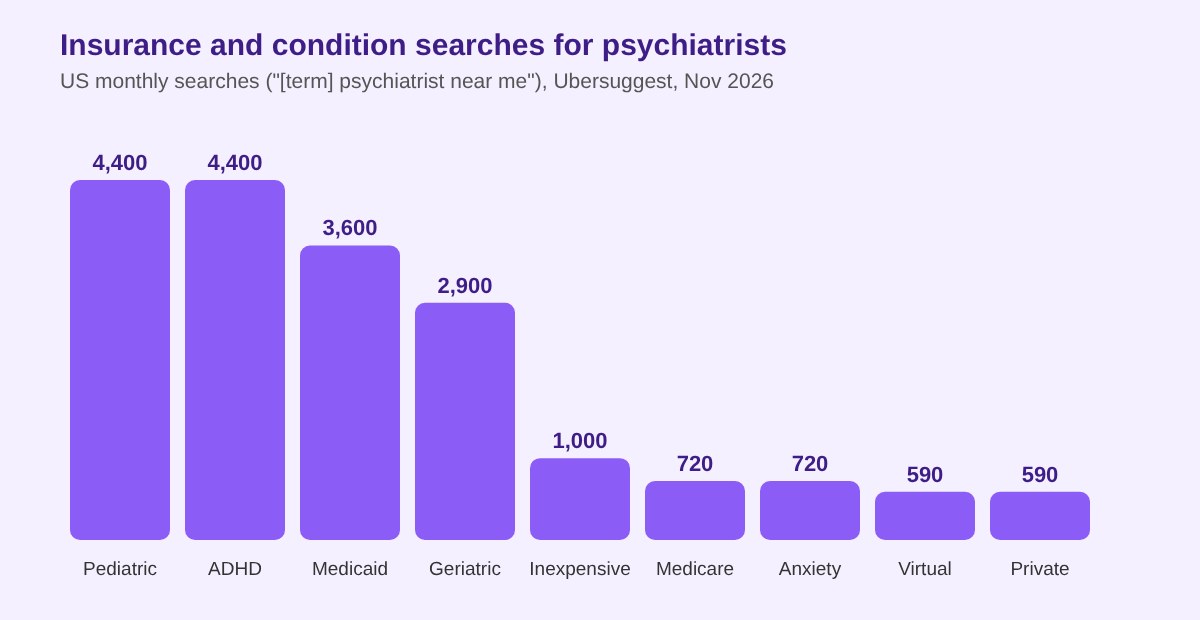 Insurance and condition searches for psychiatrists
US monthly searches ("[term] psychiatrist near me"), Ubersuggest, Nov 2026
4,400 4,400
3,600
2,900
1,000
720 720
590 590
Pediatric ADHD Medicaid Geriatric Inexpensive Medicare Anxiety Virtual Private